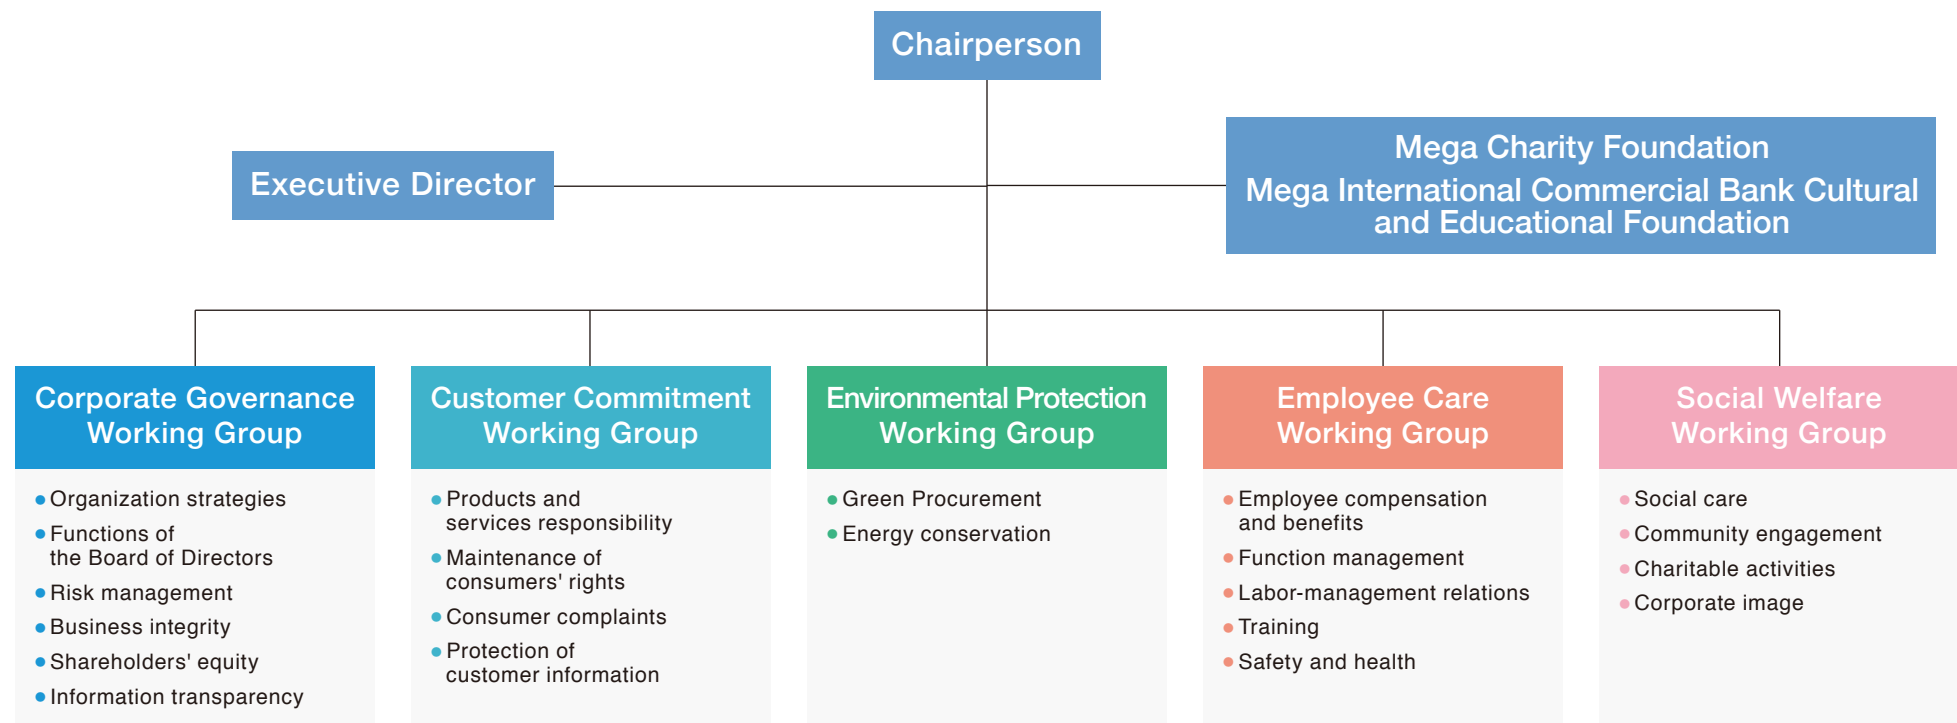 Chairperson
Executive Director
Mega Charity Foundation
Mega International Commercial Bank Cultural
and Educational Foundation
Corporate Governance
Working Group
Organization strategies
Functions of
the Board of Directors
Risk management
Business integrity
Shareholders' equity
Information transparency
Customer Commitment
Working Group
Products and
services responsibility
Maintenance of
consumers' rights
Consumer complaints
Protection of
customer information
Environmental Protection
Working Group
Green Procurement
Energy conservation
Employee Care
Working Group
Employee compensation
and benefits
Function management
Labor-management relations
Training
Safety and health
Social Welfare
Working Group
Social care
Community engagement
Charitable activities
Corporate image